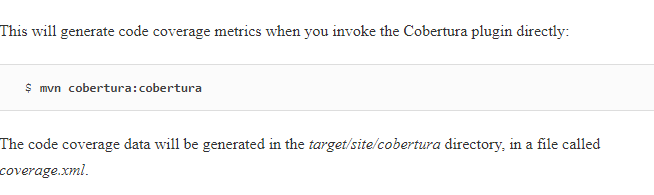 This will generate code coverage metrics when you invoke the Cobertura plugin directly:
$ mvn cobertura:cobertura
The code coverage data will be generated in the target/site/cobertura directory, in a file called
coverage.xml.